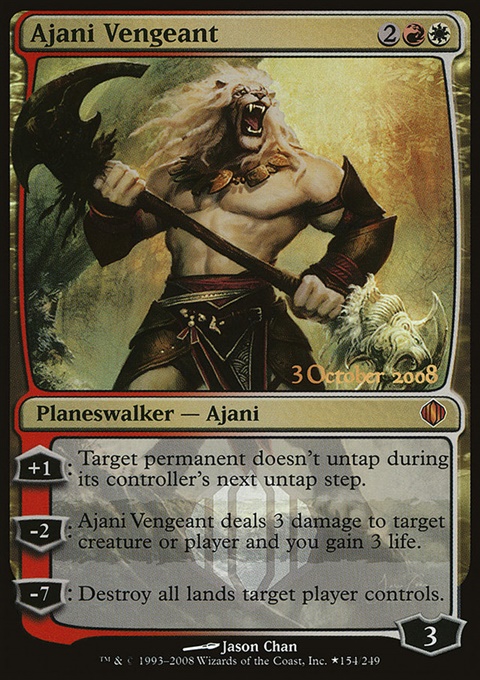 Ajani Vengeant 2
3 October 2008
Planeswalker — Ajani
+1: Target permanent doesn't untap during
its controller's next untap step.
-2: Ajani Vengeant deals 3 damage to target
creature or player and you gain 3 life.
-7: Destroy all lands target player controls.
3
Jason Chan
™ & © 1993–2008 Wizards of the Coast, Inc. ★154/249